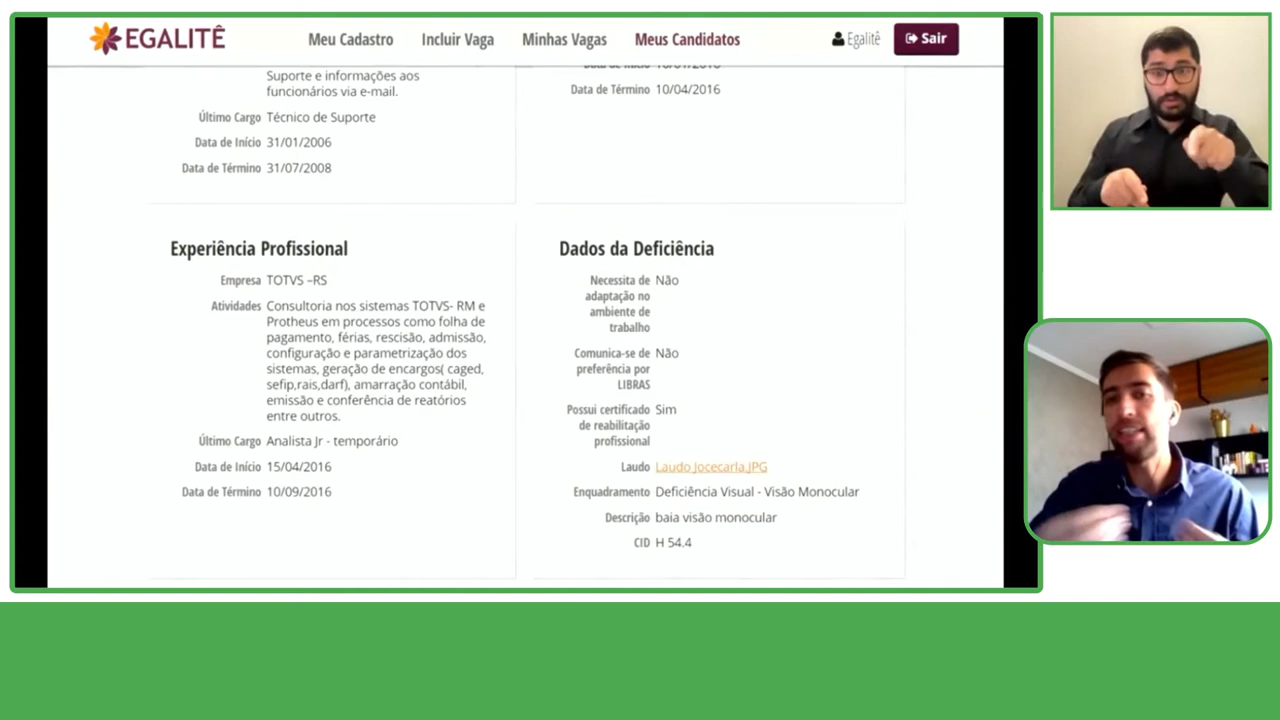 EGALITÊ
Meu Cadastro
Incluir Vaga
Minhas Vagas
Meus Candidatos
Egalitê
Sair
Suporte e informações aos
funcionários via e-mail.
Último Cargo Técnico de Suporte
Data de Início 31/01/2006
Data de Término 31/07/2008
Data de Término 10/04/2016
Experiência Profissional
Empresa TOTVS –RS
Atividades Consultoria nos sistemas TOTVS- RM e
Protheus em processos como folha de
pagamento, férias, rescisão, admissão,
configuração e parametrização dos
sistemas, geração de encargos( caged,
sefip,rais,darf), amarração contábil,
emissão e conferência de reatórios
entre outros.
Último Cargo Analista Jr - temporário
Data de Início 15/04/2016
Data de Término 10/09/2016
Dados da Deficiência
Necessita de Não
adaptação no
ambiente de
trabalho
Comunica-se de Não
preferência por
LIBRAS
Possui certificado Sim
de reabilitação
profissional
Laudo Laudo Jocecarla.JPG
Enquadramento Deficiência Visual - Visão Monocular
Descrição baia visão monocular
CID H 54.4